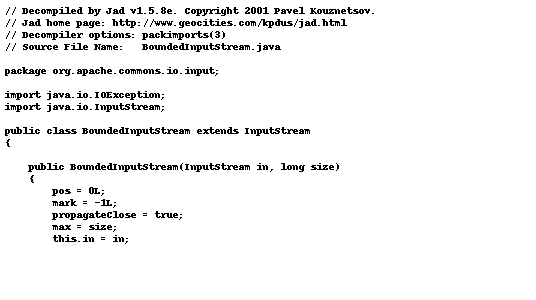 // Decompiled by Jad v1.5.8e. Copyright 2001 Pavel Kouznetsov.
// Jad home page: http://www.geocities.com/kpdus/jad.html
// Decompiler options: packimports(3)
// Source File Name:   BoundedInputStream.java

package org.apache.commons.io.input;

import java.io.IOException;
import java.io.InputStream;

public class BoundedInputStream extends InputStream
{

    public BoundedInputStream(InputStream in, long size)
    {
        pos = 0L;
        mark = -1L;
        propagateClose = true;
        max = size;
        this.in = in;